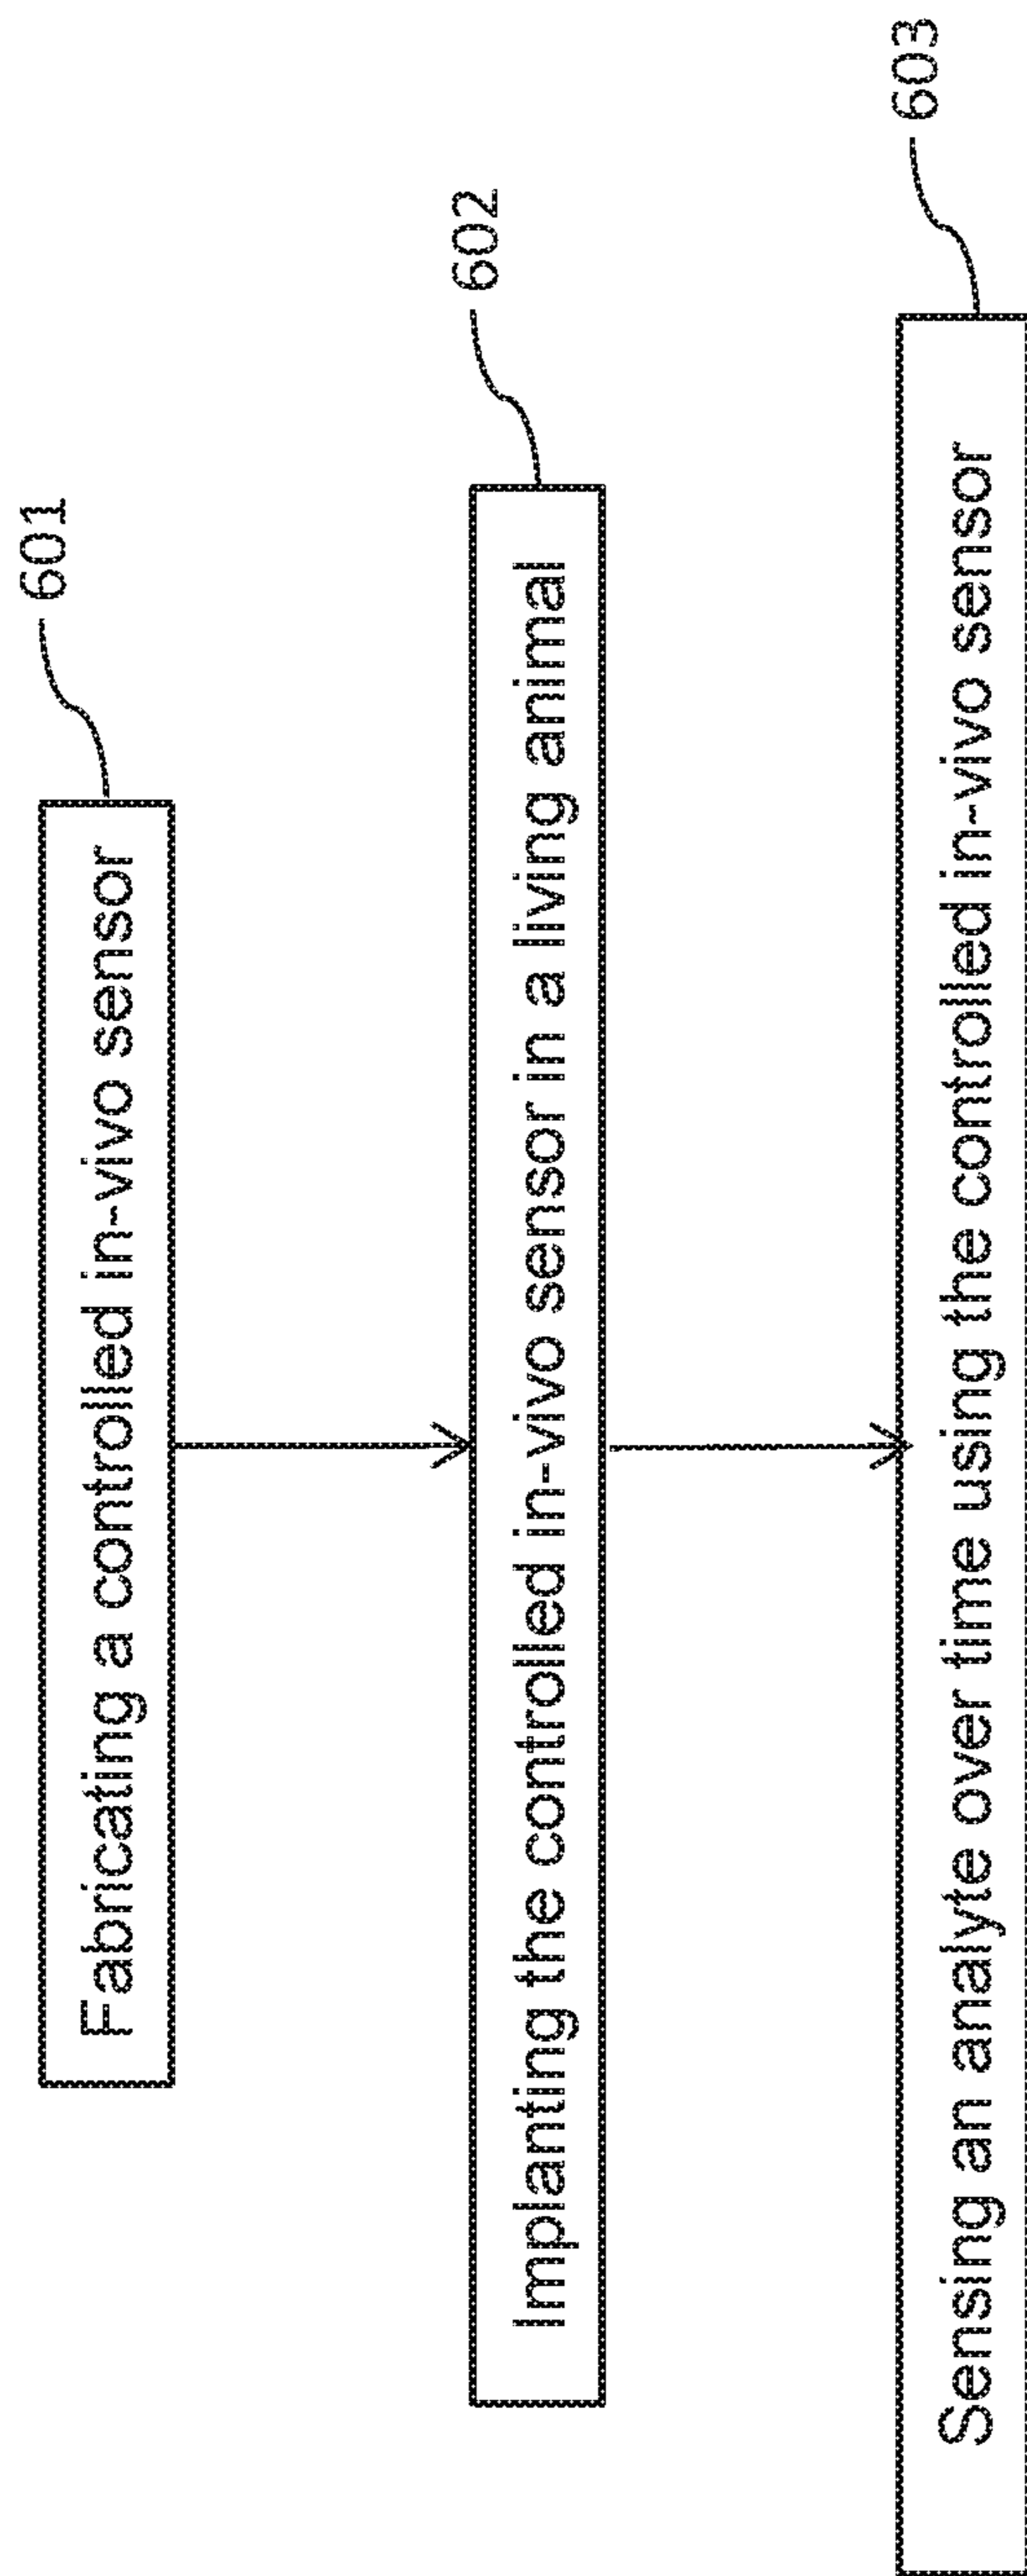 601
Fabricating a controlled in-vivo sensor
602
Implanting the controlled in-vivo sensor in a living animal
603
Sensing an analyte over time using the controlled in-vivo sensor